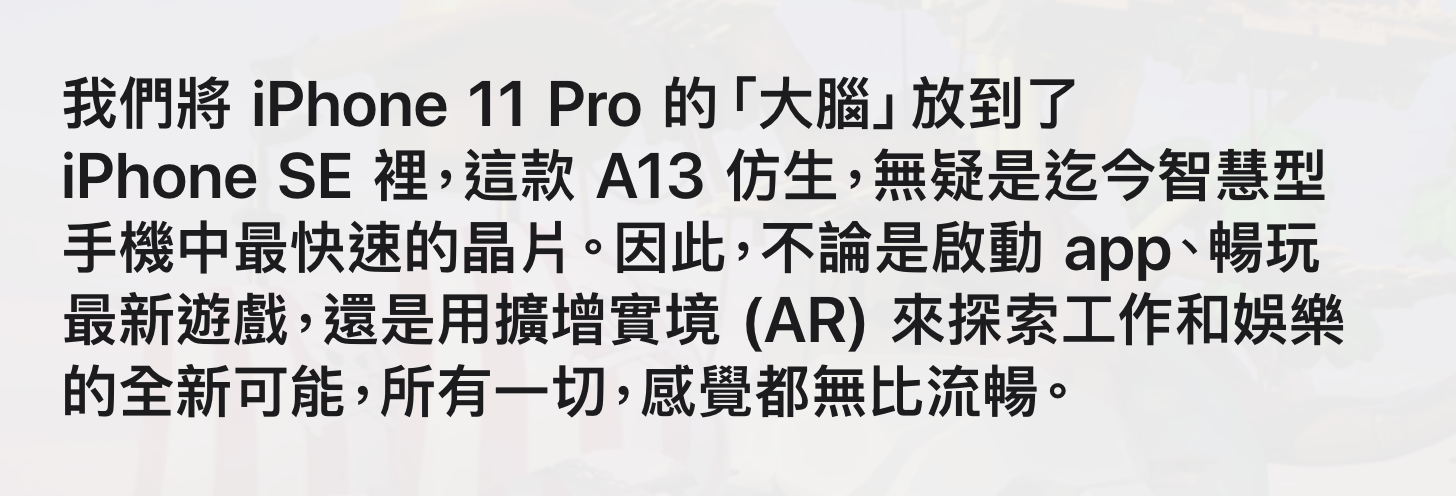 我們將 iPhone 11 Pro 的「大腦」放到了
iPhone SE 裡，這款 A13 仿生，無疑是迄今智慧型
手機中最快速的晶片。因此，不論是啟動 app、暢玩
最新遊戲，還是用擴增實境 (AR) 來探索工作和娛樂
的全新可能，所有一切，感覺都無比流暢。